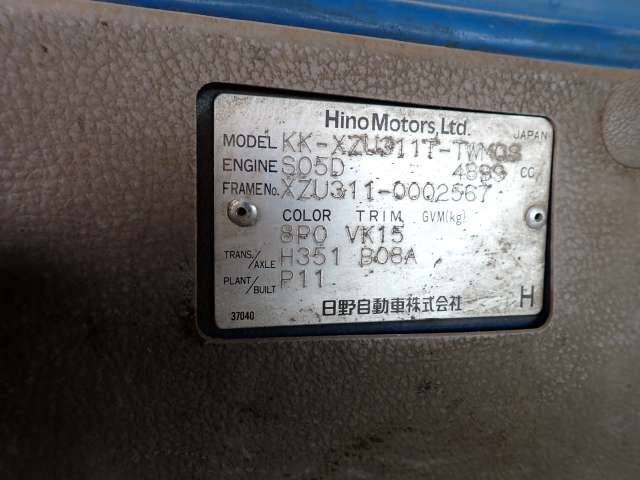 Hino Motors, Ltd. JAPAN
MODEL KK-XZU311T-TWMQS
ENGINE S05D 4899 CC
FRAME No. XZU311-0002567
COLOR TRIM GVM(kg)
8P0 VK15
TRANS./AXLE H351 B08A
PLANT/BUILT P11
37040 日野自動車株式会社 H